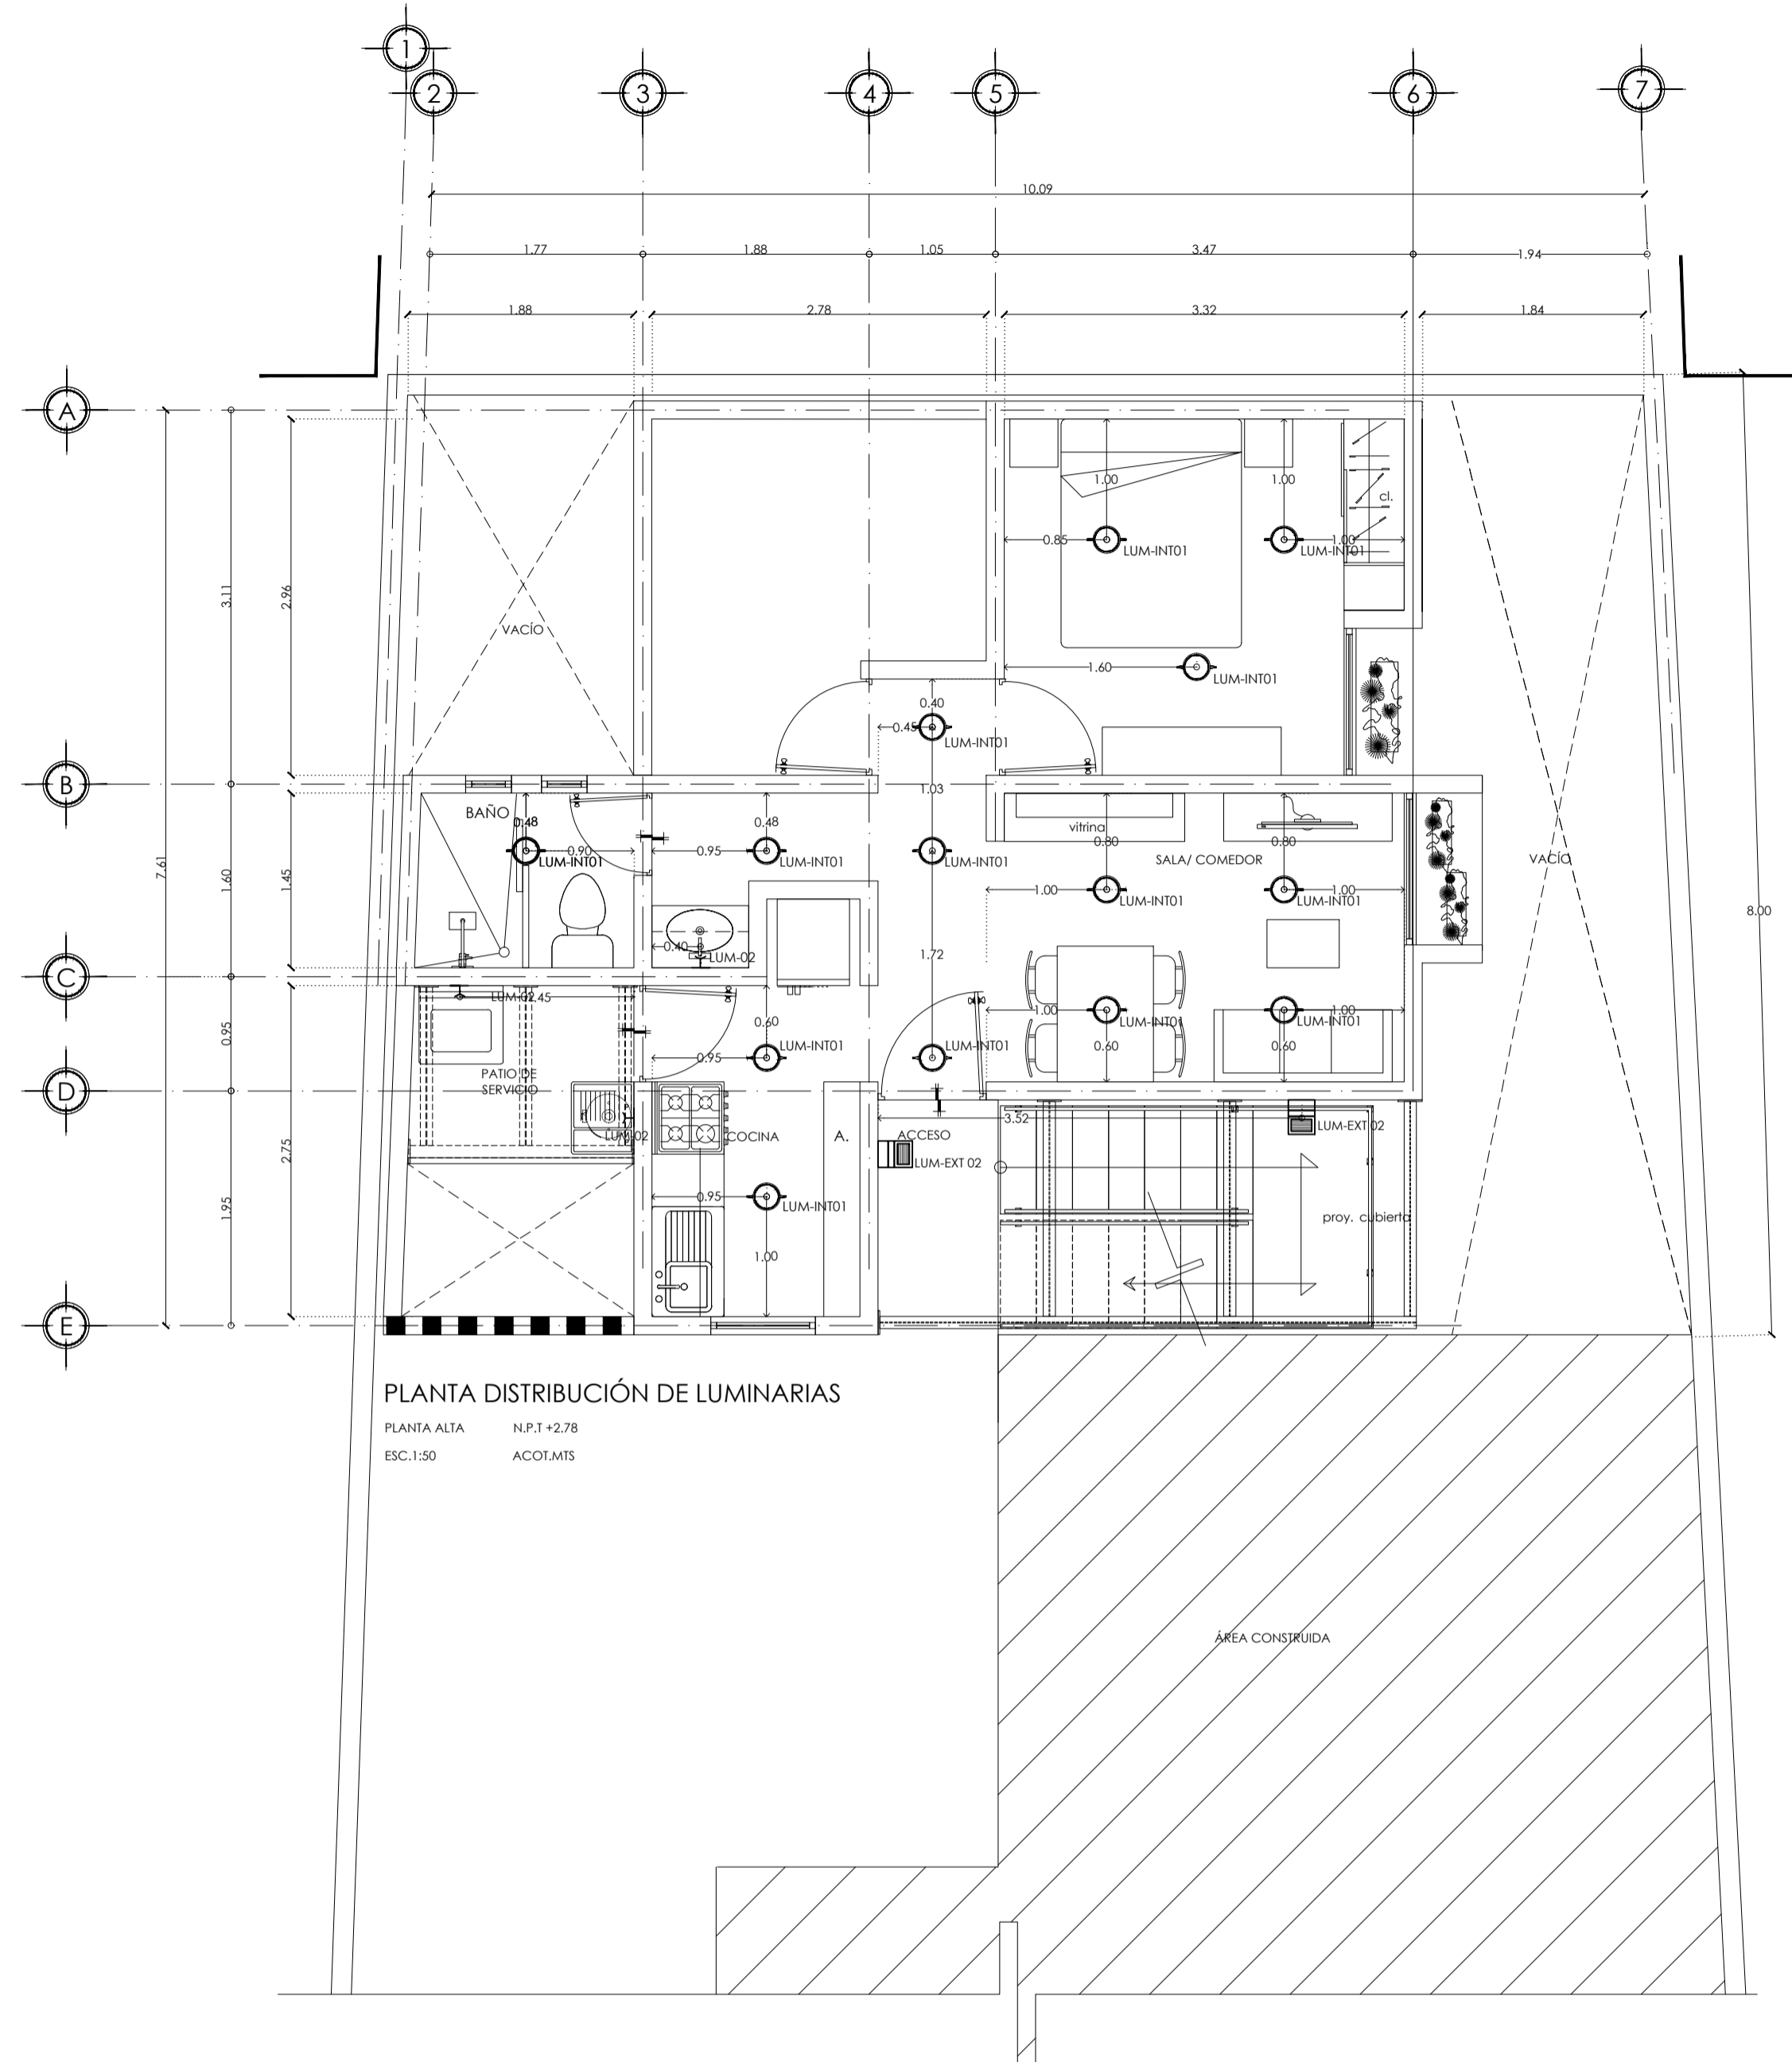 1
2
3
4
5
6
7
10.09
1.77
1.88
1.05
3.47
1.94
1.88
2.78
3.32
1.84
A
B
C
D
E
7.61
3.11
1.60
0.95
1.95
2.96
1.45
2.75
8.00
1.00
1.00
cl.
0.85
LUM-INT01
1.00
LUM-INT01
VACÍO
1.60
LUM-INT01
0.40
0.45
LUM-INT01
1.03
BAÑO
0.48
0.90
LUM-INT01
0.48
0.95
LUM-INT01
LUM-INT01
vitrina
0.80
SALA/ COMEDOR
0.80
VACÍO
1.00
LUM-INT01
1.00
LUM-INT01
0.40
LUM-02
1.72
LUM-02
1.45
0.60
0.95
LUM-INT01
LUM-INT01
1.00
LUM-INT01
0.60
1.00
LUM-INT01
0.60
PATIO DE
SERVICIO
LUM-02
COCINA
A.
ACCESO
3.52
LUM-EXT 02
LUM-EXT 02
0.95
LUM-INT01
1.00
proy. cubierta
PLANTA DISTRIBUCIÓN DE LUMINARIAS
PLANTA ALTA N.P.T +2.78
ESC.1:50 ACOT.MTS
ÁREA CONSTRUIDA